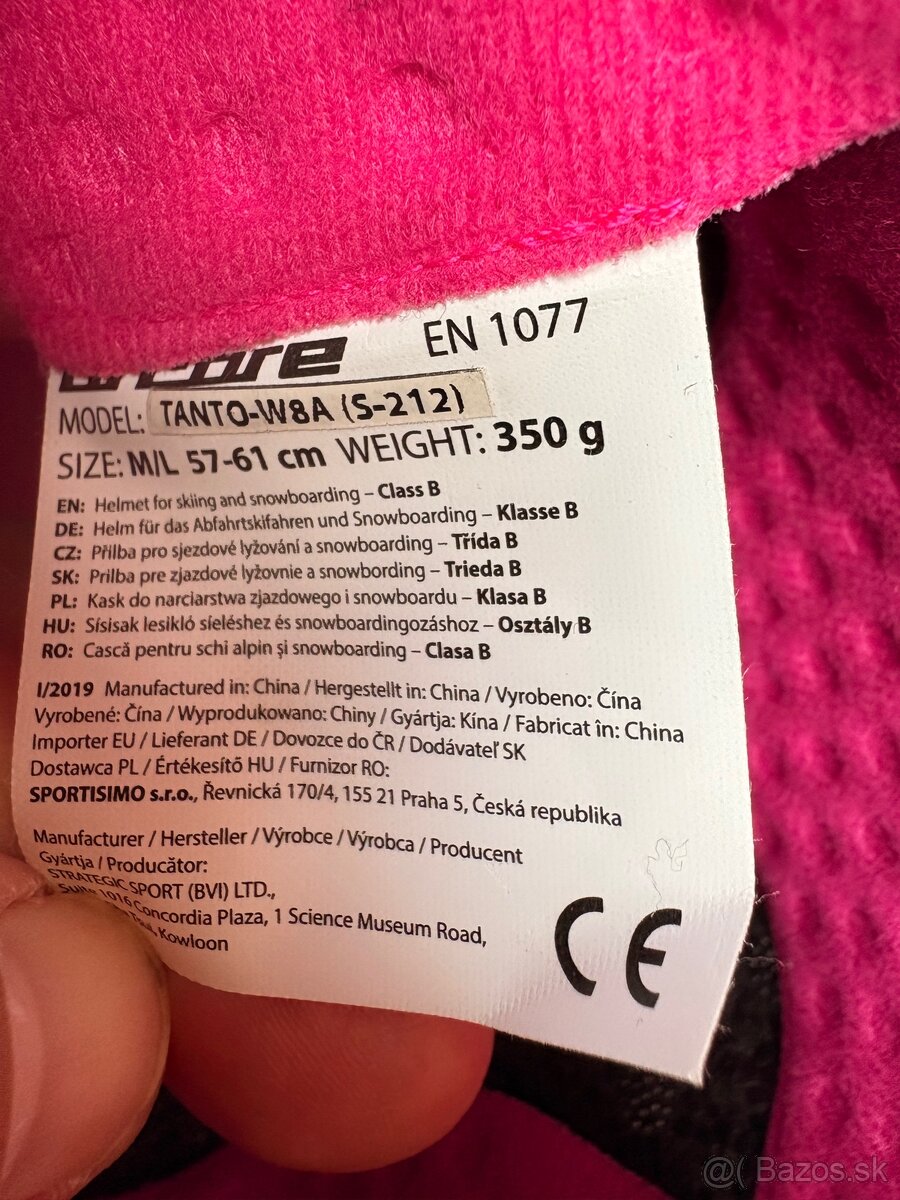 EN 1077
MODEL: TANTO-W8A (S-212)
SIZE: M/L 57-61 cm WEIGHT: 350 g
EN: Helmet for skiing and snowboarding – Class B
DE: Helm für das Abfahrtskifahren und Snowboarding – Klasse B
CZ: Přilba pro sjezdové lyžování a snowboarding – Třída B
SK: Prilba pre zjazdové lyžovnie a snowbording – Trieda B
PL: Kask do narciarstwa zjazdowego i snowboardu – Klasa B
HU: Sísisak lesikló síeléshez és snowboardingozáshoz – Osztály B
RO: Cască pentru schi alpin și snowboarding – Clasa B
I/2019 Manufactured in: China / Hergestellt in: China / Vyrobeno: Čína
Vyrobené: Čína / Wyprodukowano: Chiny / Gyártja: Kína / Fabricat în: China
Importer EU / Lieferant DE / Dovozce do ČR / Dodávateľ SK
Dostawca PL / Értékesítő HU / Furnizor RO:
SPORTISIMO s.r.o., Řevnická 170/4, 155 21 Praha 5, Česká republika
Manufacturer / Hersteller / Výrobce / Výrobca / Producent
Gyártja / Producător:
STRATEGIC SPORT (BVI) LTD.,
Suite 1016 Concordia Plaza, 1 Science Museum Road,
Tsui, Kowloon
CE
@( Bazos.sk